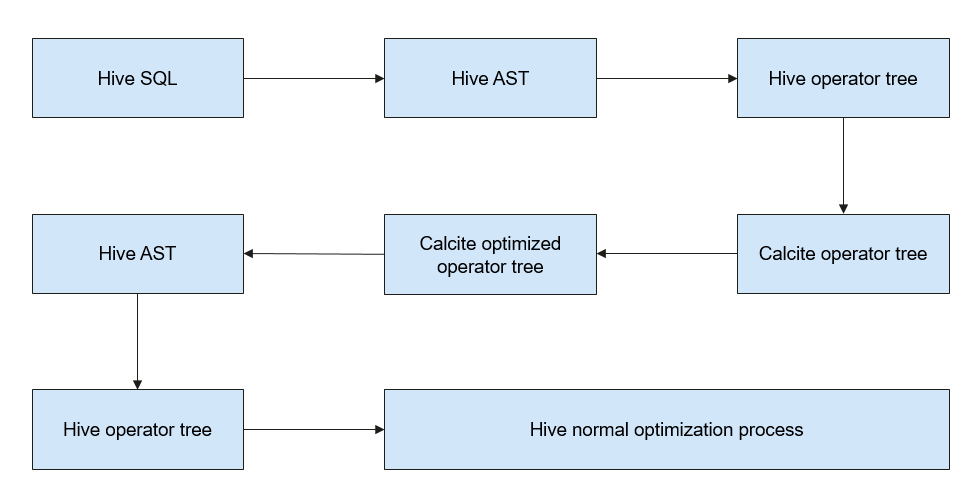 Hive SQL
Hive AST
Hive operator tree
Hive AST
Calcite optimized
operator tree
Calcite operator tree
Hive operator tree
Hive normal optimization process